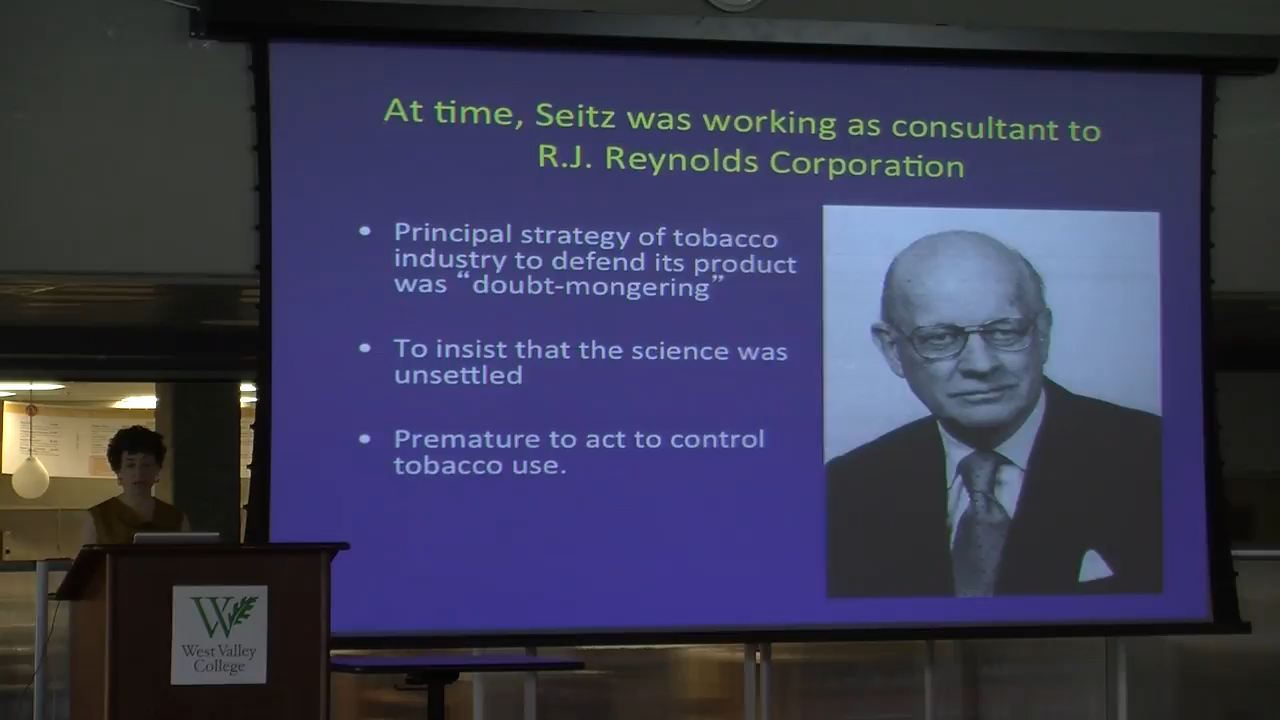 At time, Seitz was working as consultant to
R.J. Reynolds Corporation
• Principal strategy of tobacco
industry to defend its product
was “doubt-mongering”
• To insist that the science was
unsettled
• Premature to act to control
tobacco use.
W
West Valley
College